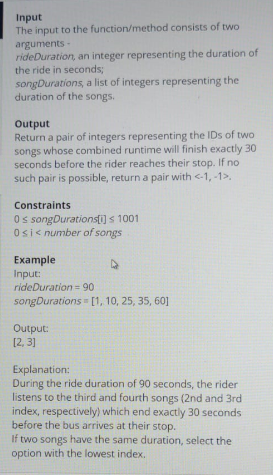 Input
The input to the function/method consists of two
arguments -
rideDuration, an integer representing the duration of
the ride in seconds;
songDurations, a list of integers representing the
duration of the songs.
Output
Return a pair of integers representing the IDs of two
songs whose combined runtime will finish exactly 30
seconds before the rider reaches their stop. If no
such pair is possible, return a pair with <-1, -1>.
Constraints
0 ≤ songDurations[i] ≤ 1001
0 ≤ i < number of songs
Example
Input:
rideDuration = 90
songDurations = [1, 10, 25, 35, 60]
Output:
[2, 3]
Explanation:
During the ride duration of 90 seconds, the rider
listens to the third and fourth songs (2nd and 3rd
index, respectively) which end exactly 30 seconds
before the bus arrives at their stop.
If two songs have the same duration, select the
option with the lowest index.